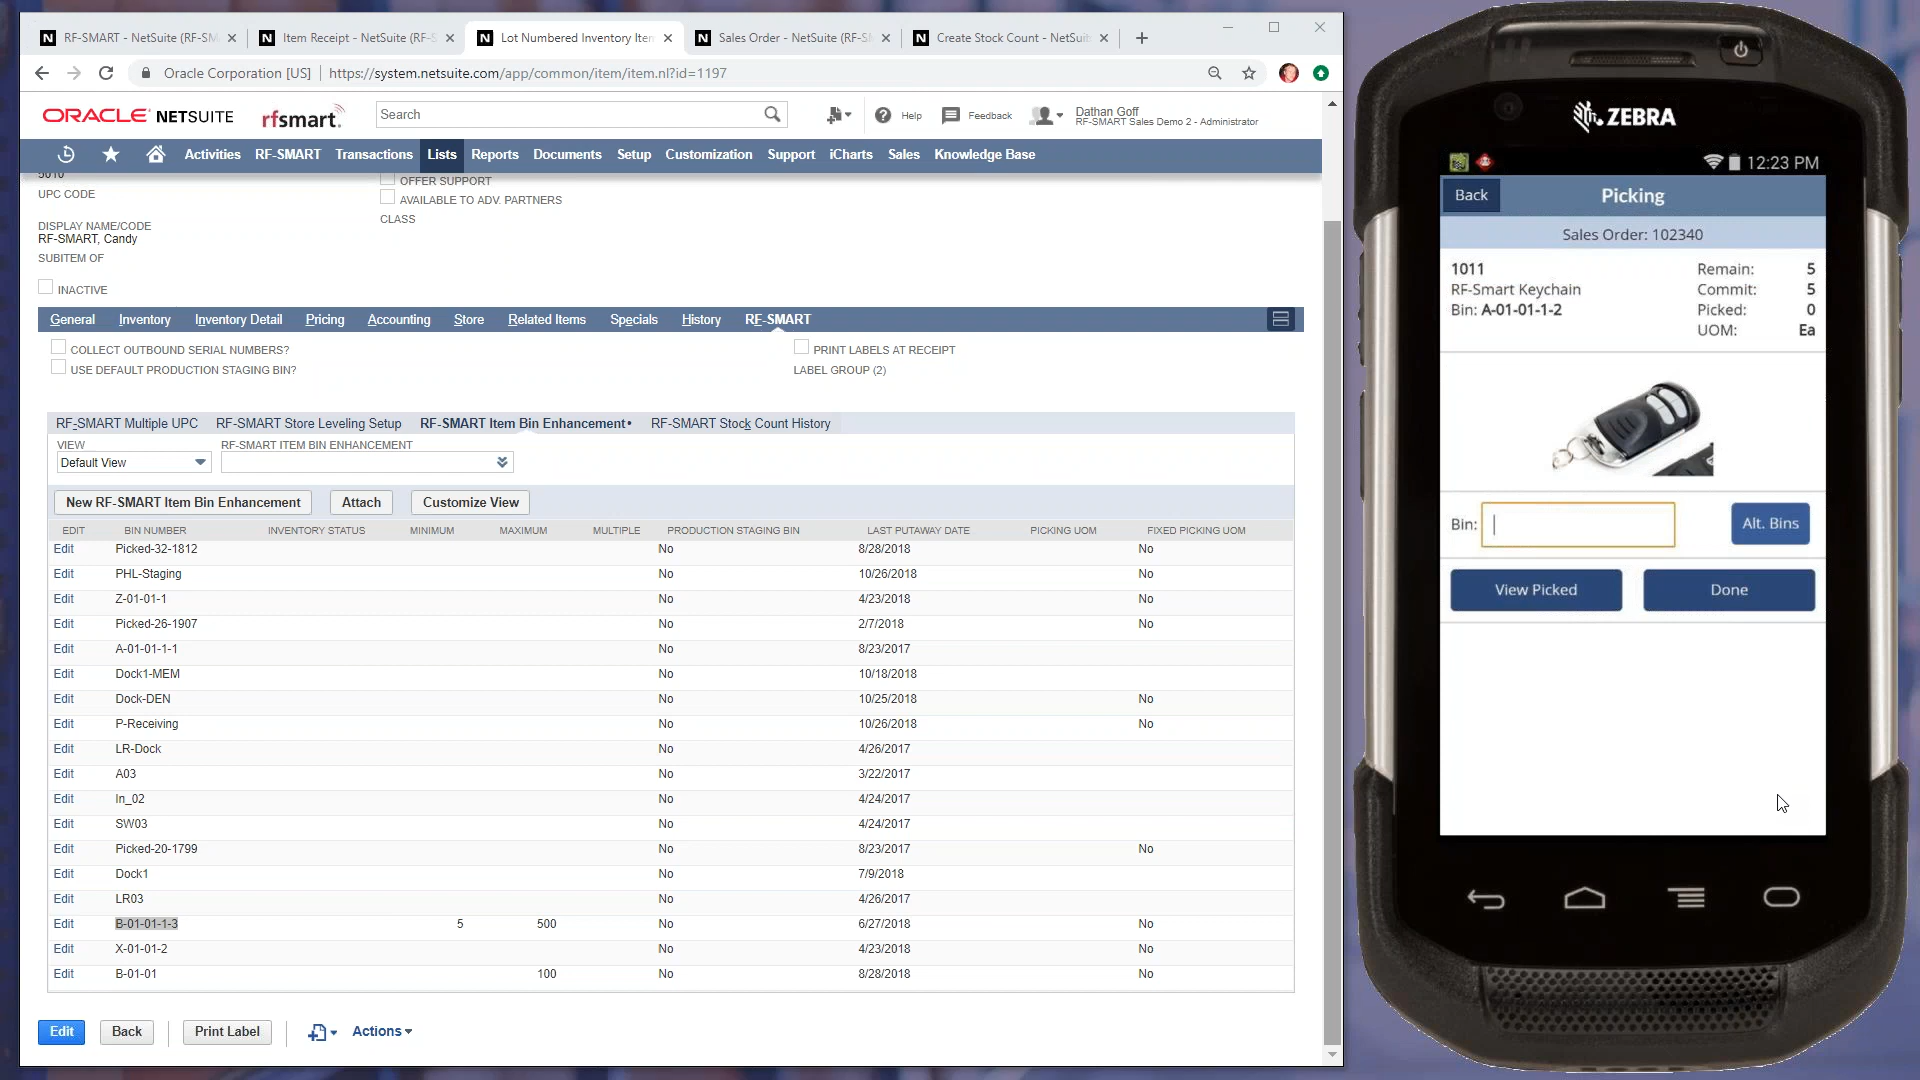 RF-SMART - NetSuite (RF-SM
Item Receipt - NetSuite (RF-S
Lot Numbered Inventory Iten
Sales Order - NetSuite (RF-SM
Create Stock Count - NetSuite
Oracle Corporation [US] | https://system.netsuite.com/app/common/item/item.nl?id=1197
ORACLE NETSUITE rfsmart Search Help Feedback Dathan Goff
RF-SMART Sales Demo 2 - Administrator
Activities RF-SMART Transactions Lists Reports Documents Setup Customization Support iCharts Sales Knowledge Base
5010
OFFER SUPPORT
UPC CODE
AVAILABLE TO ADV. PARTNERS
CLASS
DISPLAY NAME/CODE
RF-SMART, Candy
SUBITEM OF
INACTIVE
General Inventory Inventory Detail Pricing Accounting Store Related Items Specials History RF-SMART
COLLECT OUTBOUND SERIAL NUMBERS? PRINT LABELS AT RECEIPT
USE DEFAULT PRODUCTION STAGING BIN? LABEL GROUP (2)
RF-SMART Multiple UPC RF-SMART Store Leveling Setup RF-SMART Item Bin Enhancement• RF-SMART Stock Count History
VIEW RF-SMART ITEM BIN ENHANCEMENT
Default View
New RF-SMART Item Bin Enhancement Attach Customize View
EDIT BIN NUMBER INVENTORY STATUS MINIMUM MAXIMUM MULTIPLE PRODUCTION STAGING BIN LAST PUTAWAY DATE PICKING UOM FIXED PICKING UOM
Edit Picked-32-1812 No 8/28/2018 No
Edit PHL-Staging No 10/26/2018 No
Edit Z-01-01-1 No 4/23/2018 No
Edit Picked-26-1907 No 2/7/2018 No
Edit A-01-01-1-1 No 8/23/2017
Edit Dock1-MEM No 10/18/2018
Edit Dock-DEN No 10/25/2018 No
Edit P-Receiving No 10/26/2018 No
Edit LR-Dock No 4/26/2017
Edit A03 No 3/22/2017
Edit In_02 No 4/24/2017
Edit SW03 No 4/24/2017
Edit Picked-20-1799 No 8/23/2017 No
Edit Dock1 No 7/9/2018
Edit LR03 No 4/26/2017
Edit B-01-01-1-3 5 500 No 6/27/2018 No
Edit X-01-01-2 No 4/23/2018 No
Edit B-01-01 100 No 8/28/2018 No
Edit Back Print Label Actions
ZEBRA
12:23 PM
Back Picking
Sales Order: 102340
1011 Remain: 5
RF-Smart Keychain Commit: 5
Bin: A-01-01-1-2 Picked: 0
UOM: Ea
Bin: Alt. Bins
View Picked Done